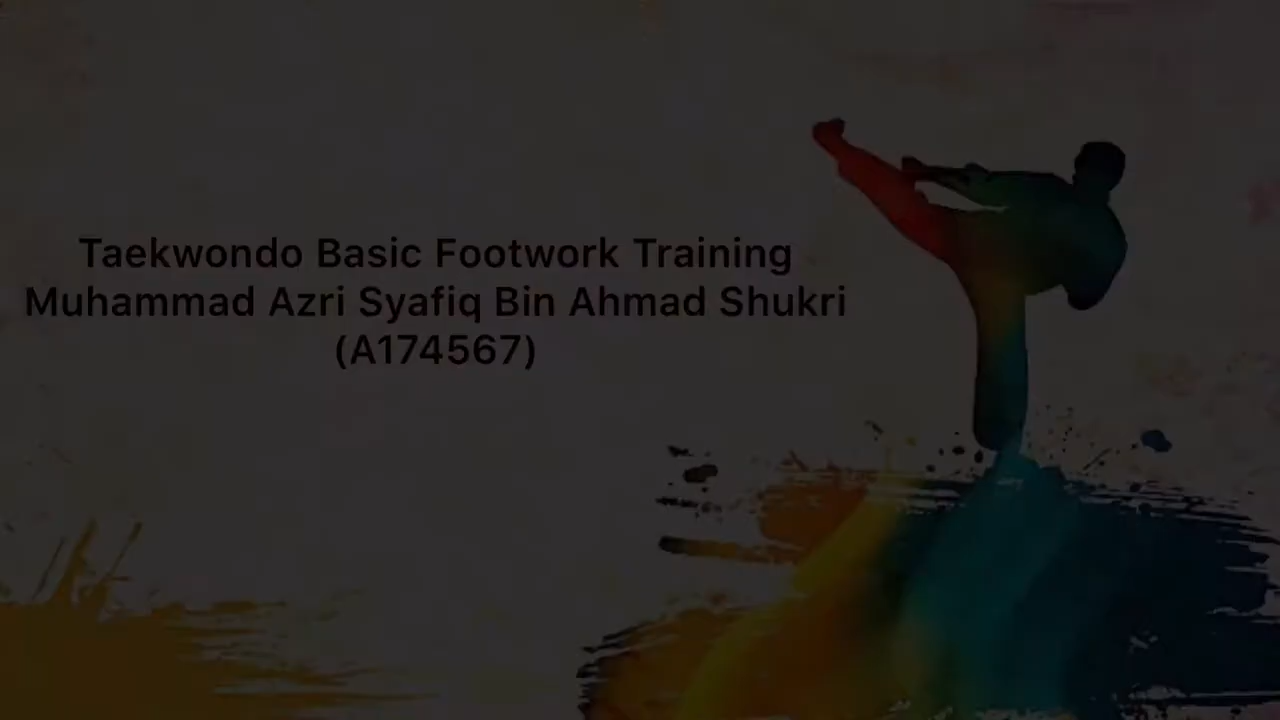 Taekwondo Basic Footwork Training
Muhammad Azri Syafiq Bin Ahmad Shukri
(A174567)